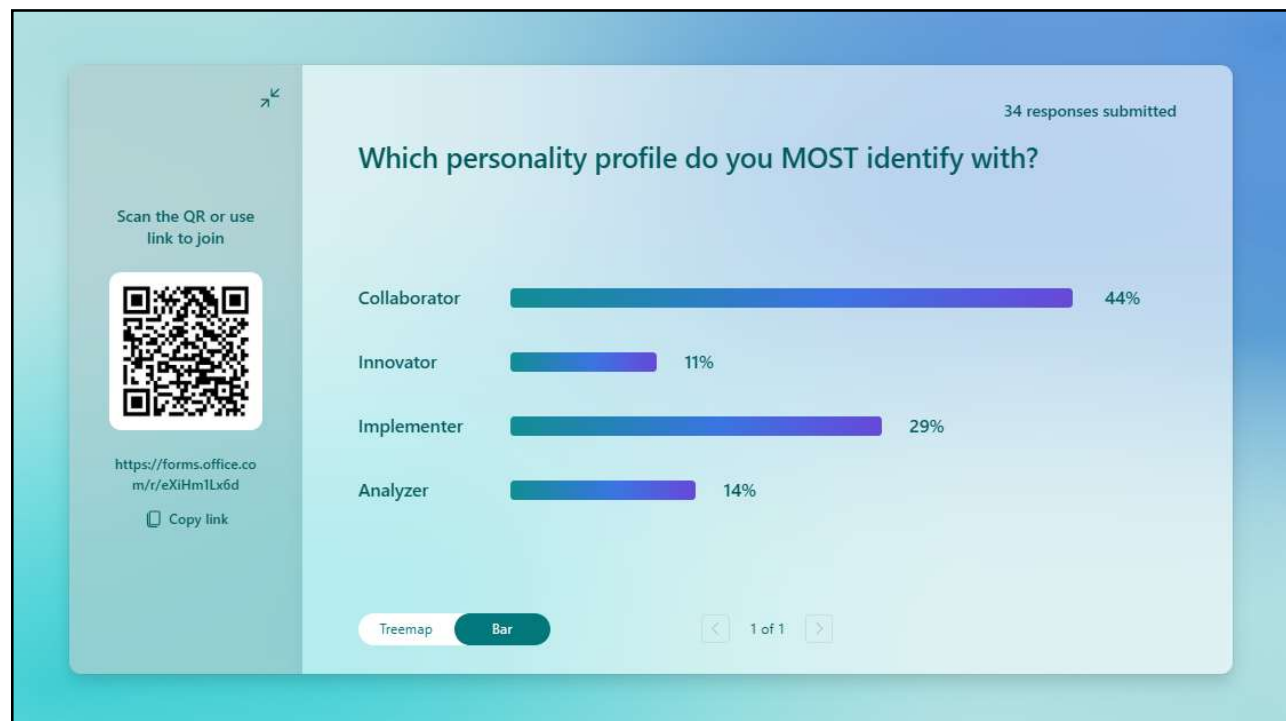 34 responses submitted
Which personality profile do you MOST identify with?
Scan the QR or use
link to join
https://forms.office.co
m/r/eXiHm1Lx6d
Copy link
Collaborator 44%
Innovator 11%
Implementer 29%
Analyzer 14%
Treemap Bar 1 of 1